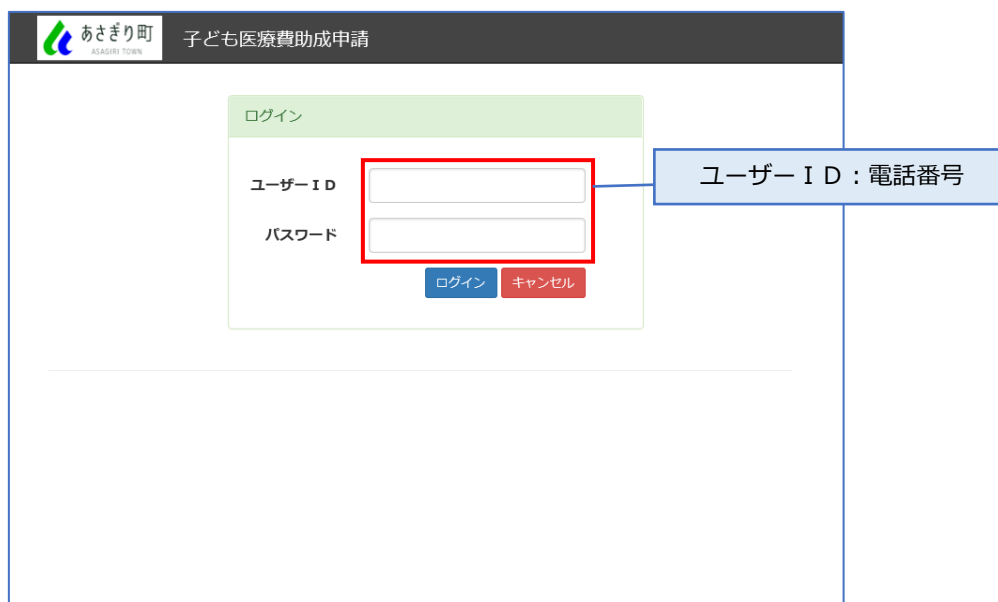 あさぎり町
ASAGIRI TOWN
子ども医療費助成申請
ログイン
ユーザーＩＤ
ユーザーＩＤ：電話番号
パスワード
ログイン
キャンセル